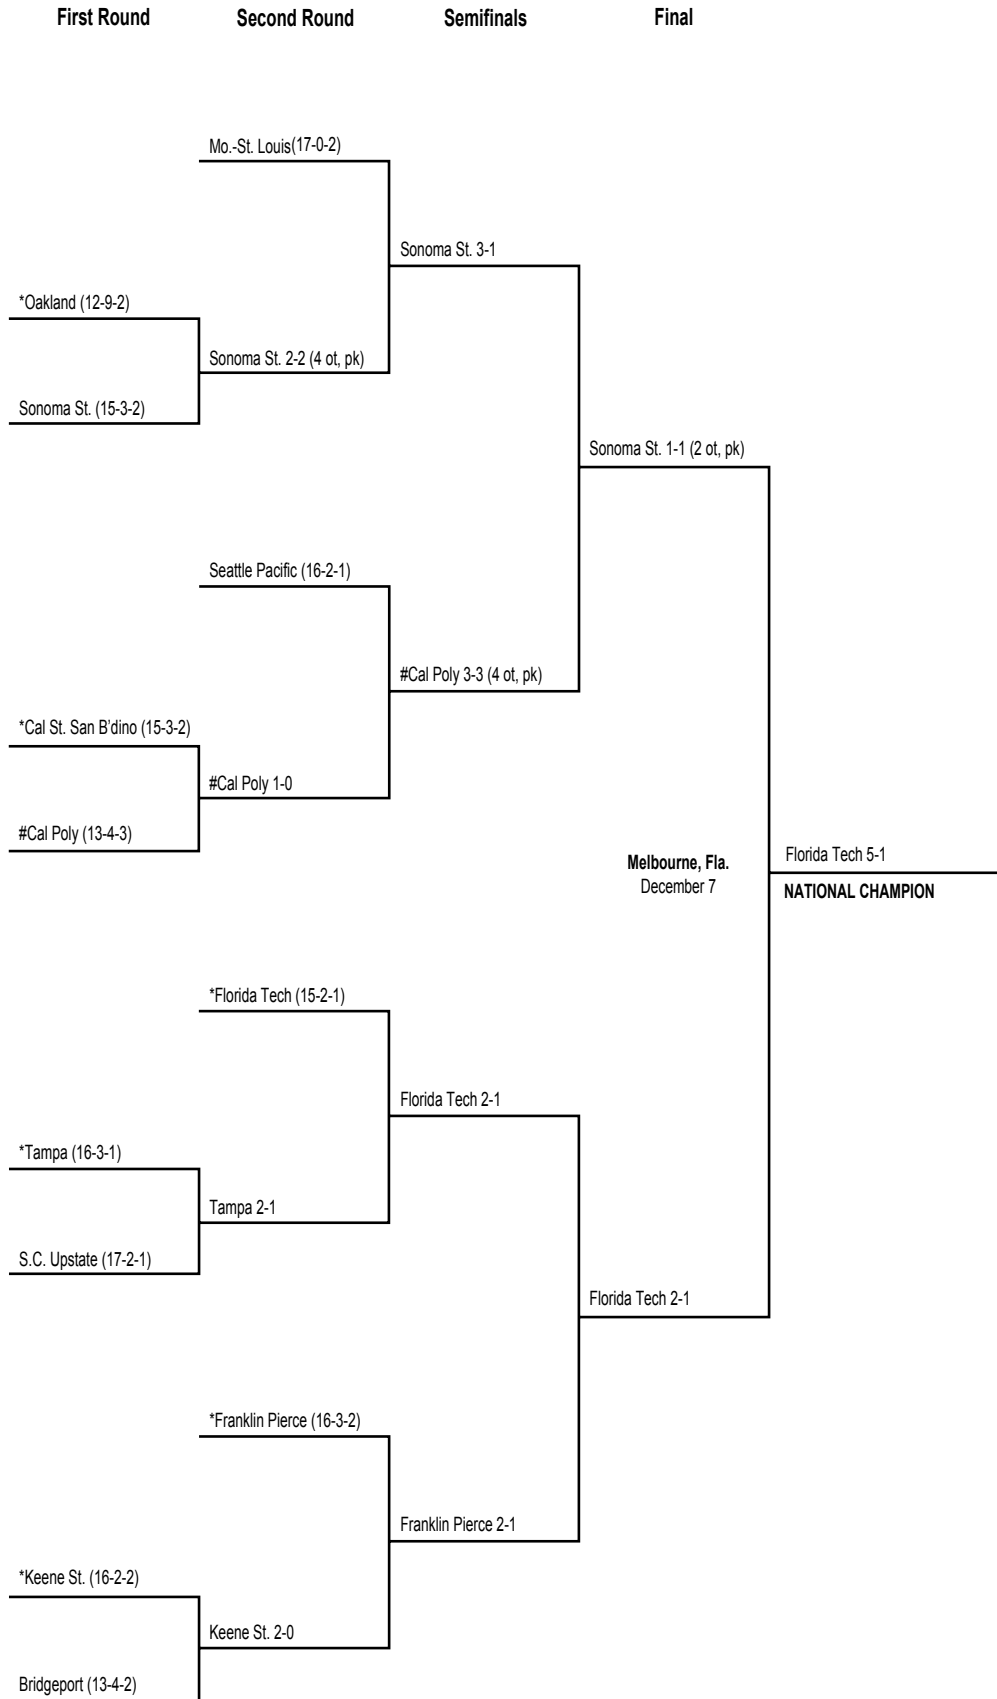 First Round Second Round Semifinals Final
Mo.-St. Louis(17-0-2)
Sonoma St. 3-1
*Oakland (12-9-2)
Sonoma St. 2-2 (4 ot, pk)
Sonoma St. (15-3-2)
Sonoma St. 1-1 (2 ot, pk)
Seattle Pacific (16-2-1)
#Cal Poly 3-3 (4 ot, pk)
*Cal St. San B'dino (15-3-2)
#Cal Poly 1-0
#Cal Poly (13-4-3)
Florida Tech 5-1
Melbourne, Fla.
December 7
NATIONAL CHAMPION
*Florida Tech (15-2-1)
Florida Tech 2-1
*Tampa (16-3-1)
Tampa 2-1
S.C. Upstate (17-2-1)
Florida Tech 2-1
*Franklin Pierce (16-3-2)
Franklin Pierce 2-1
*Keene St. (16-2-2)
Keene St. 2-0
Bridgeport (13-4-2)